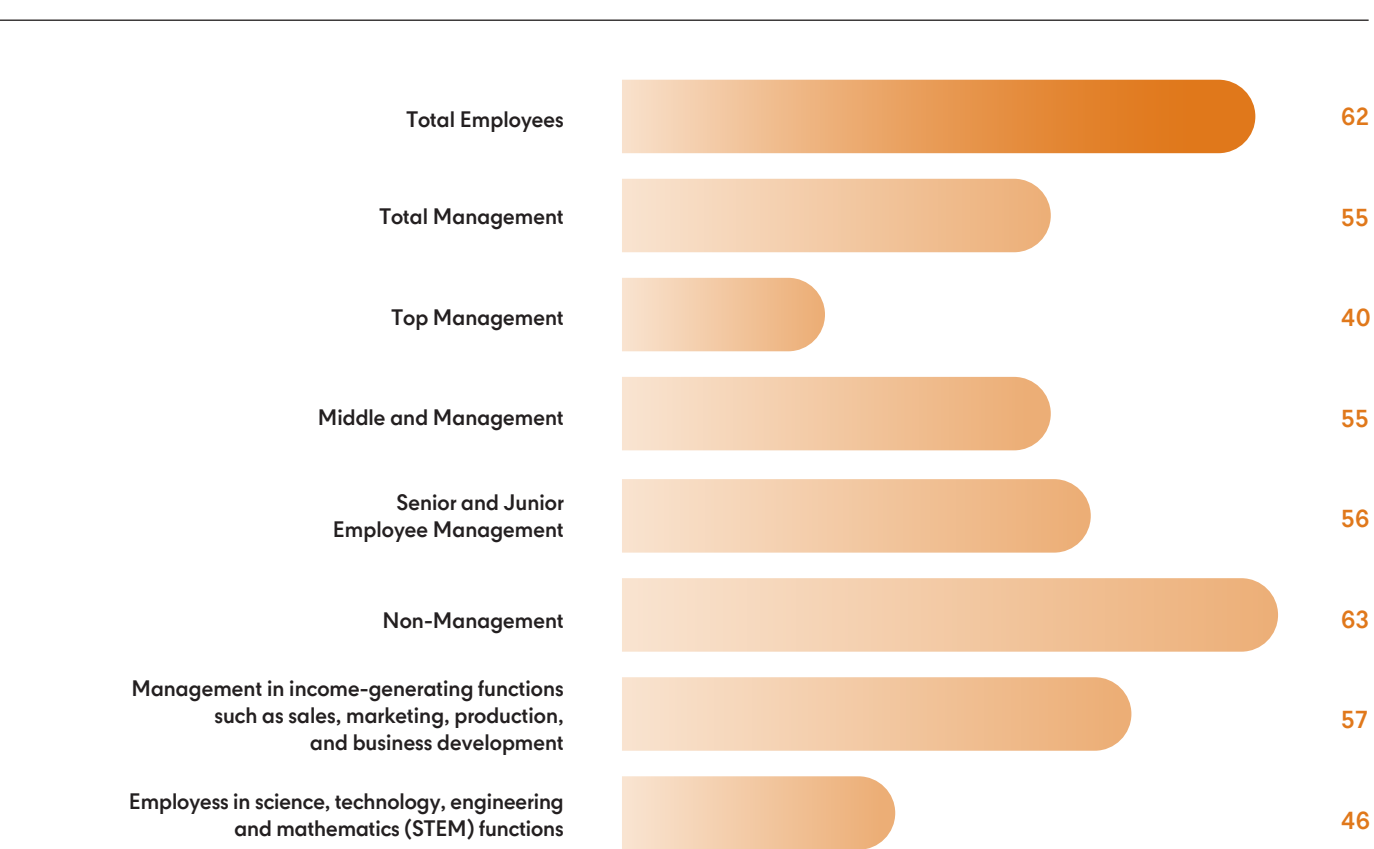 Total Employees
62
Total Management
55
Top Management
40
Middle and Management
55
Senior and Junior
Employee Management
56
Non-Management
63
Management in income-generating functions
such as sales, marketing, production,
and business development
57
Employess in science, technology, engineering
and mathematics (STEM) functions
46